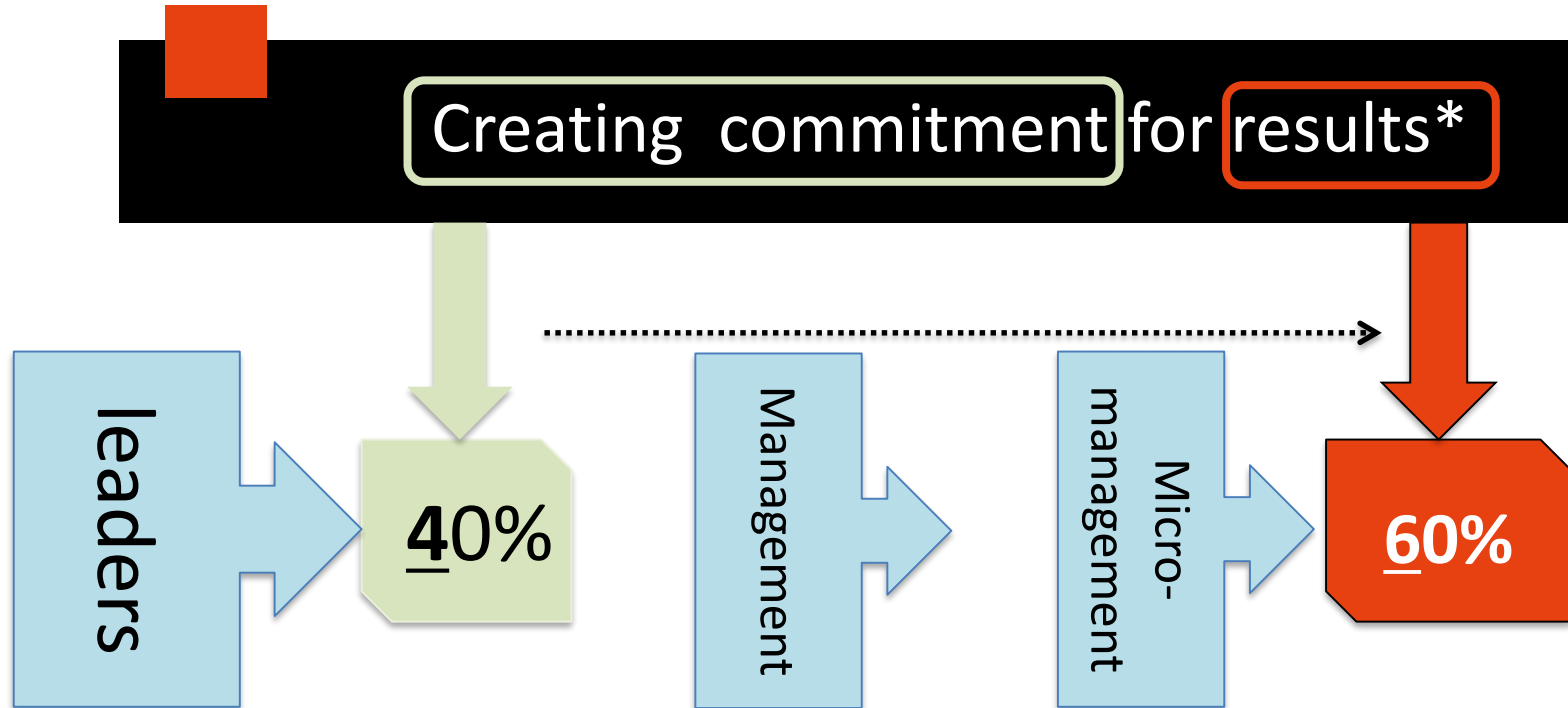 Creating commitment for results*
leaders
40%
Management
Micro-
management
60%